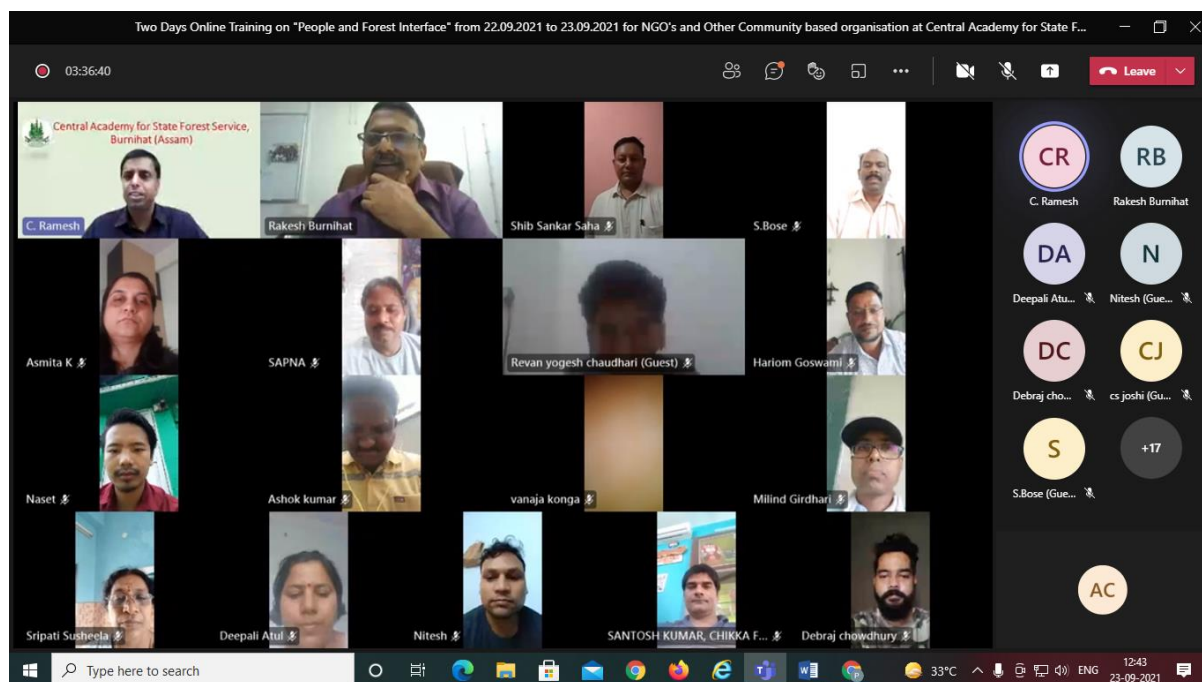 Two Days Online Training on "People and Forest Interface" from 22.09.2021 to 23.09.2021 for NGO's and Other Community based organisation at Central Academy for State F...
03:36:40
Leave
Central Academy for State Forest Service,
Burnihat (Assam)
C. Ramesh
Rakesh Burnihat
Shib Sankar Saha
S.Bose
Asmita K
SAPNA
Revan yogesh chaudhari (Guest)
Hariom Goswami
Naset
Ashok kumar
vanaja konga
Milind Girdhari
Sripati Susheela
Deepali Atul
Nitesh
SANTOSH KUMAR, CHIKKA F...
Debraj chowdhury
CR
RB
C. Ramesh
Rakesh Burnihat
DA
N
Deepali Atu...
Nitesh (Gue...
DC
CJ
Debraj cho...
cs joshi (Gu...
S
+17
S.Bose (Gue...
AC
Type here to search
33°C
ENG
12:43
23-09-2021